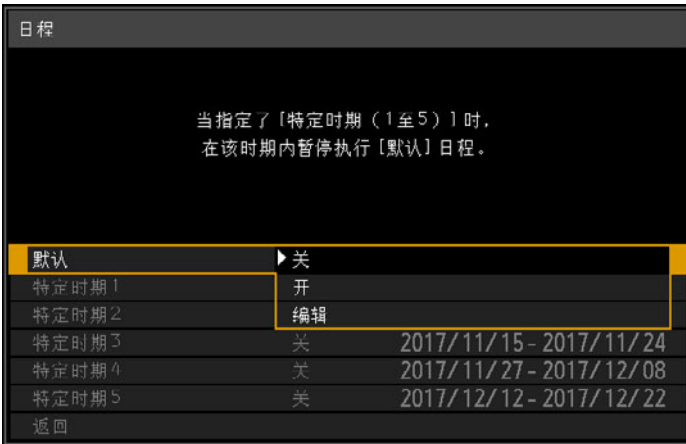 日程
当指定了[特定时期（1至5）]时，
在该时期内暂停执行[默认]日程。
默认 ▶关
特定时期1 开
特定时期2 编辑
特定时期3 关 2017/11/15-2017/11/24
特定时期4 关 2017/11/27-2017/12/08
特定时期5 关 2017/12/12-2017/12/22
返回